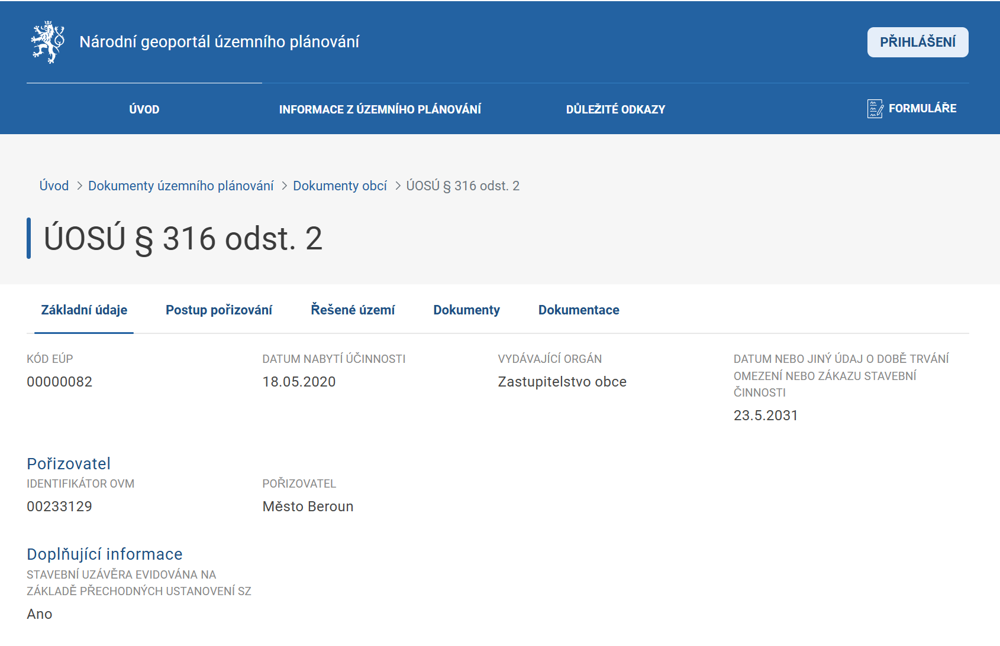 Národní geoportál územního plánování
PŘIHLÁŠENÍ
ÚVOD
INFORMACE Z ÚZEMNÍHO PLÁNOVÁNÍ
DŮLEŽITÉ ODKAZY
FORMULÁŘE
Úvod > Dokumenty územního plánování > Dokumenty obcí > ÚOSÚ § 316 odst. 2
ÚOSÚ § 316 odst. 2
Základní údaje
Postup pořizování
Řešené území
Dokumenty
Dokumentace
KÓD EÚP
00000082
DATUM NABYTÍ ÚČINNOSTI
18.05.2020
VYDÁVAJÍCÍ ORGÁN
Zastupitelstvo obce
DATUM NEBO JINÝ ÚDAJ O DOBĚ TRVÁNÍ
OMEZENÍ NEBO ZÁKAZU STAVEBNÍ
ČINNOSTI
23.5.2031
Pořizovatel
IDENTIFIKÁTOR OVM
00233129
POŘIZOVATEL
Město Beroun
Doplňující informace
STAVEBNÍ UZÁVĚRA EVIDOVÁNA NA
ZÁKLADĚ PŘECHODNÝCH USTANOVENÍ SZ
Ano